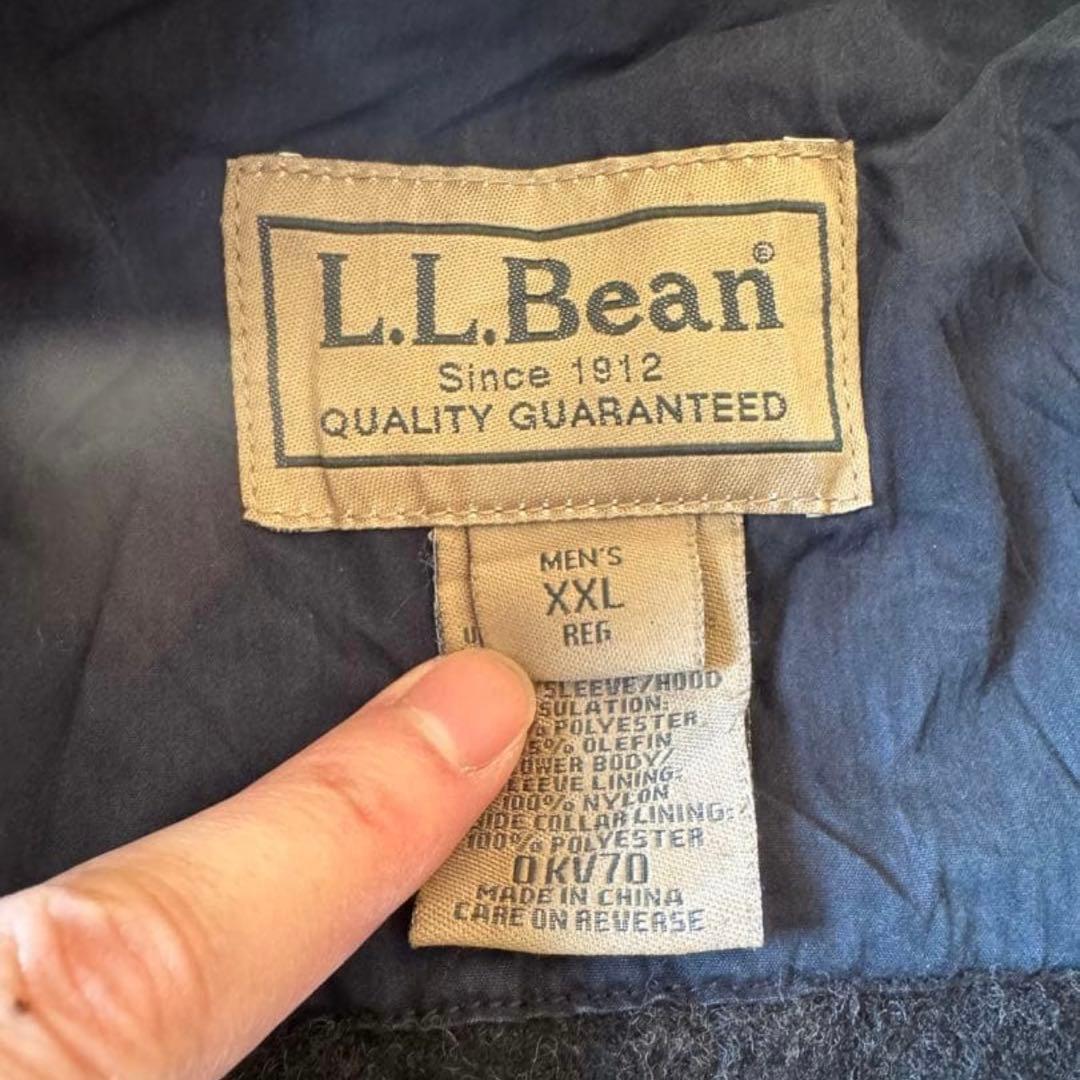 L.L.Bean®
Since 1912
QUALITY GUARANTEED
MEN'S
XXL
REG
SLEEVE/HOOD
SULATION:
% POLYESTER
5% OLEFIN
OWER BODY/
LEEVE LINING:
100% NYLON
COLLAR LINING:
100% POLYESTER
0KV70
MADE IN CHINA
CARE ON REVERSE